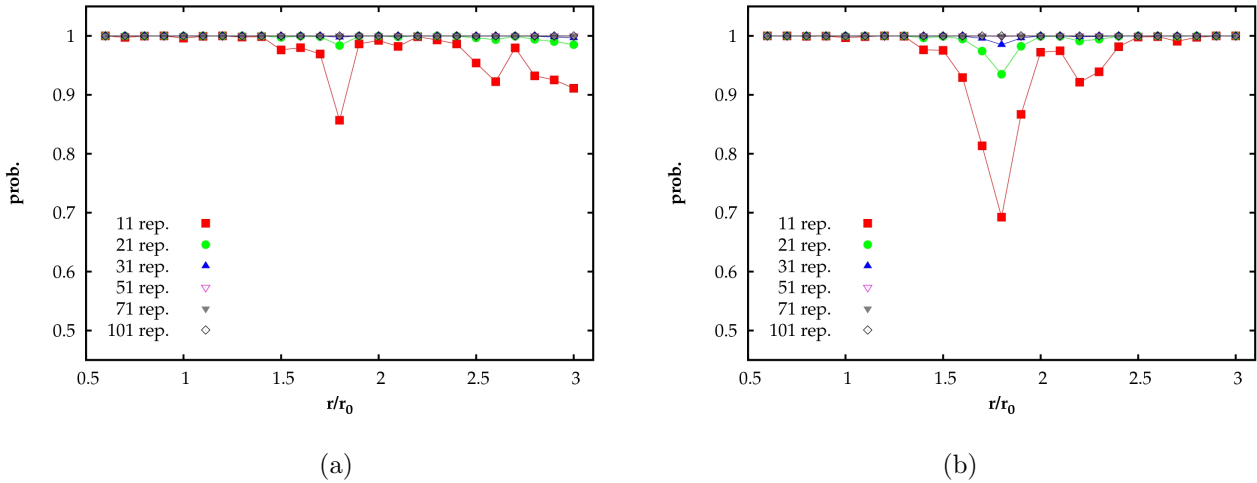 1
0.9
0.8
prob.
0.7
11 rep.
21 rep.
0.6
31 rep.
51 rep.
71 rep.
0.5
101 rep.
0.5 1 1.5 2 2.5 3
r/r0
(a)
1
0.9
0.8
prob.
0.7
11 rep.
21 rep.
0.6
31 rep.
51 rep.
71 rep.
0.5
101 rep.
0.5 1 1.5 2 2.5 3
r/r0
(b)